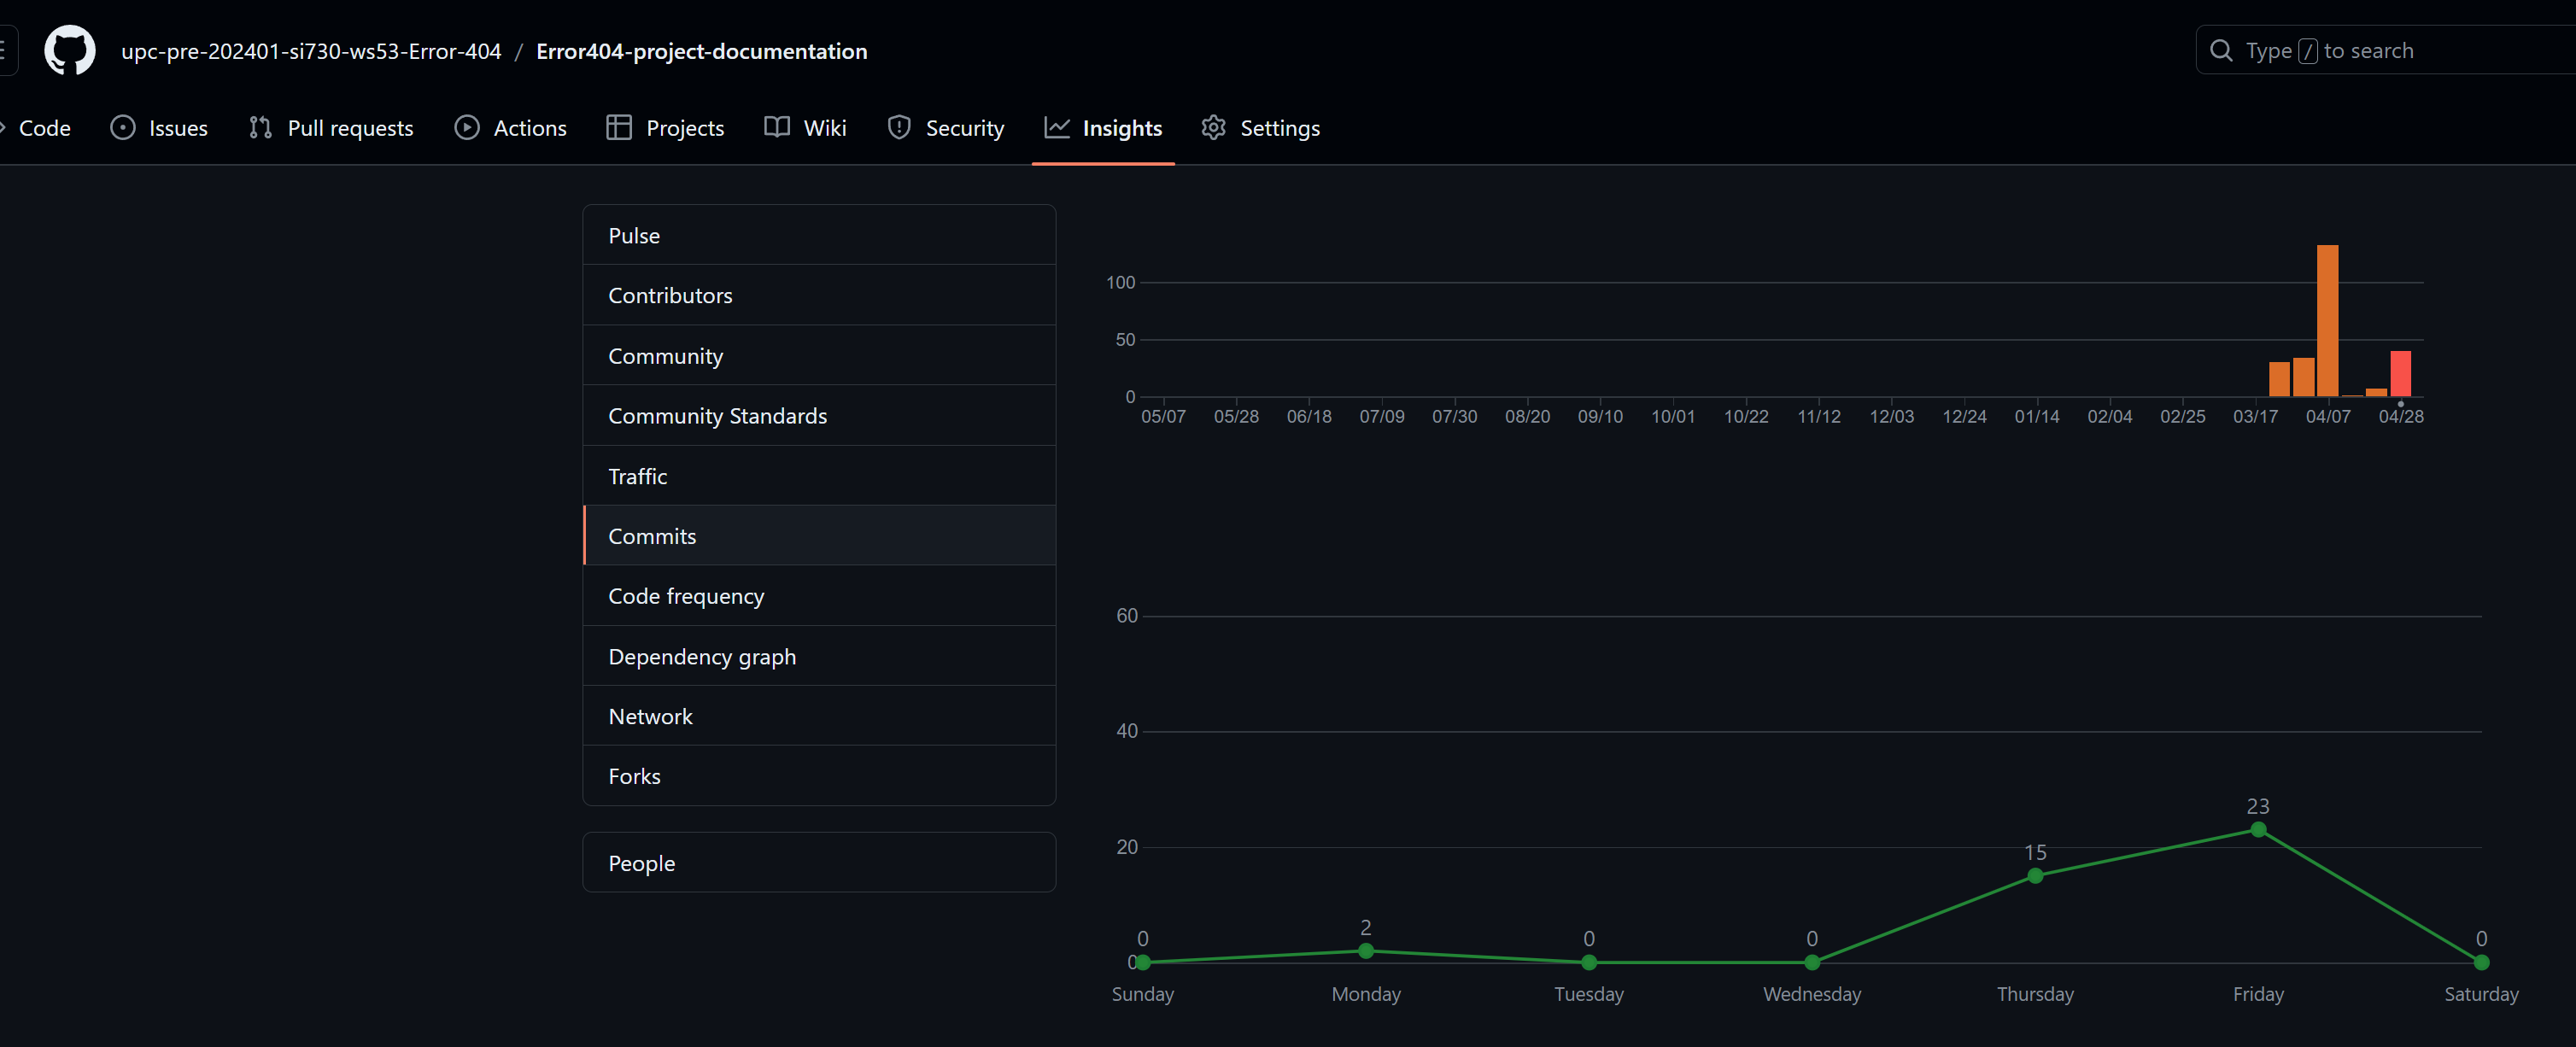 upc-pre-202401-si730-ws53-Error-404 / Error404-project-documentation
Type / to search
Code Issues Pull requests Actions Projects Wiki Security Insights Settings
Pulse
Contributors
Community
Community Standards
Traffic
Commits
Code frequency
Dependency graph
Network
Forks
People
100
50
0
05/07 05/28 06/18 07/09 07/30 08/20 09/10 10/01 10/22 11/12 12/03 12/24 01/14 02/04 02/25 03/17 04/07 04/28
60
40
20
0
0 2 0 0 15 23 0
Sunday Monday Tuesday Wednesday Thursday Friday Saturday